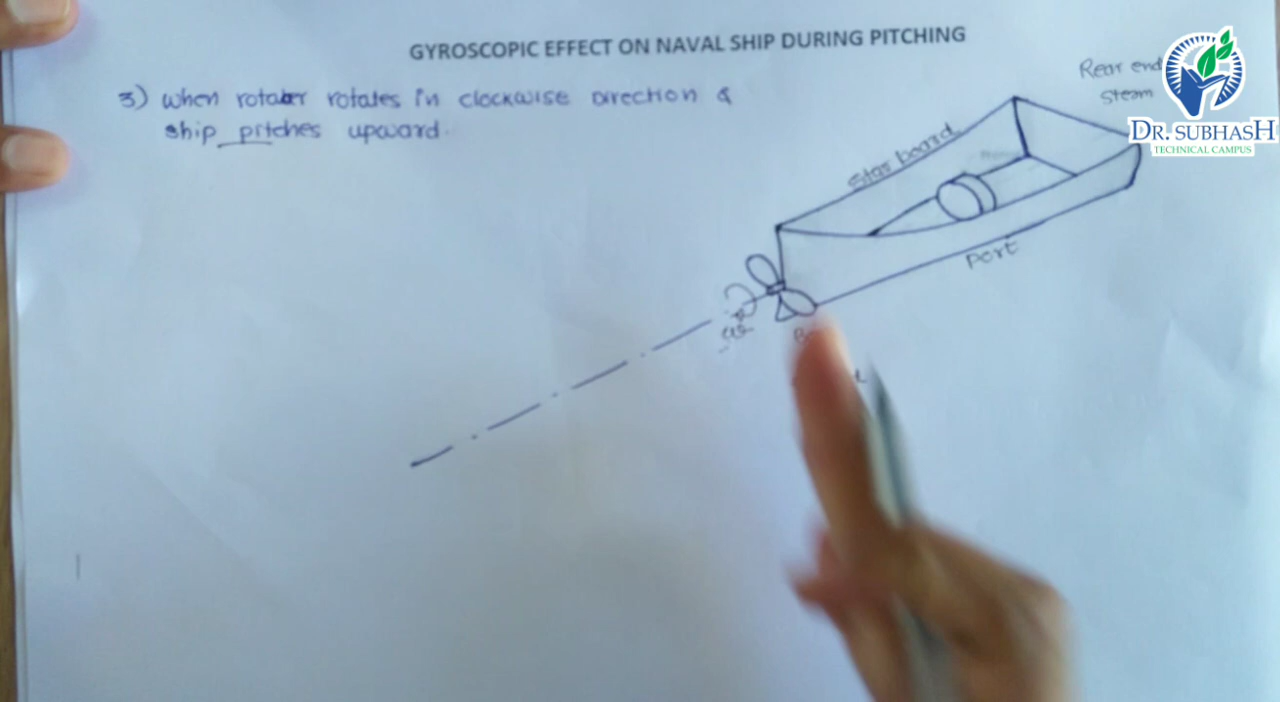 GYROSCOPIC EFFECT ON NAVAL SHIP DURING PITCHING
3) When rotater rotates in clockwise Direction &
ship pitches upward.
Rear end
Steam
DR. SUBHASH
TECHNICAL CAMPUS
Star board
Port